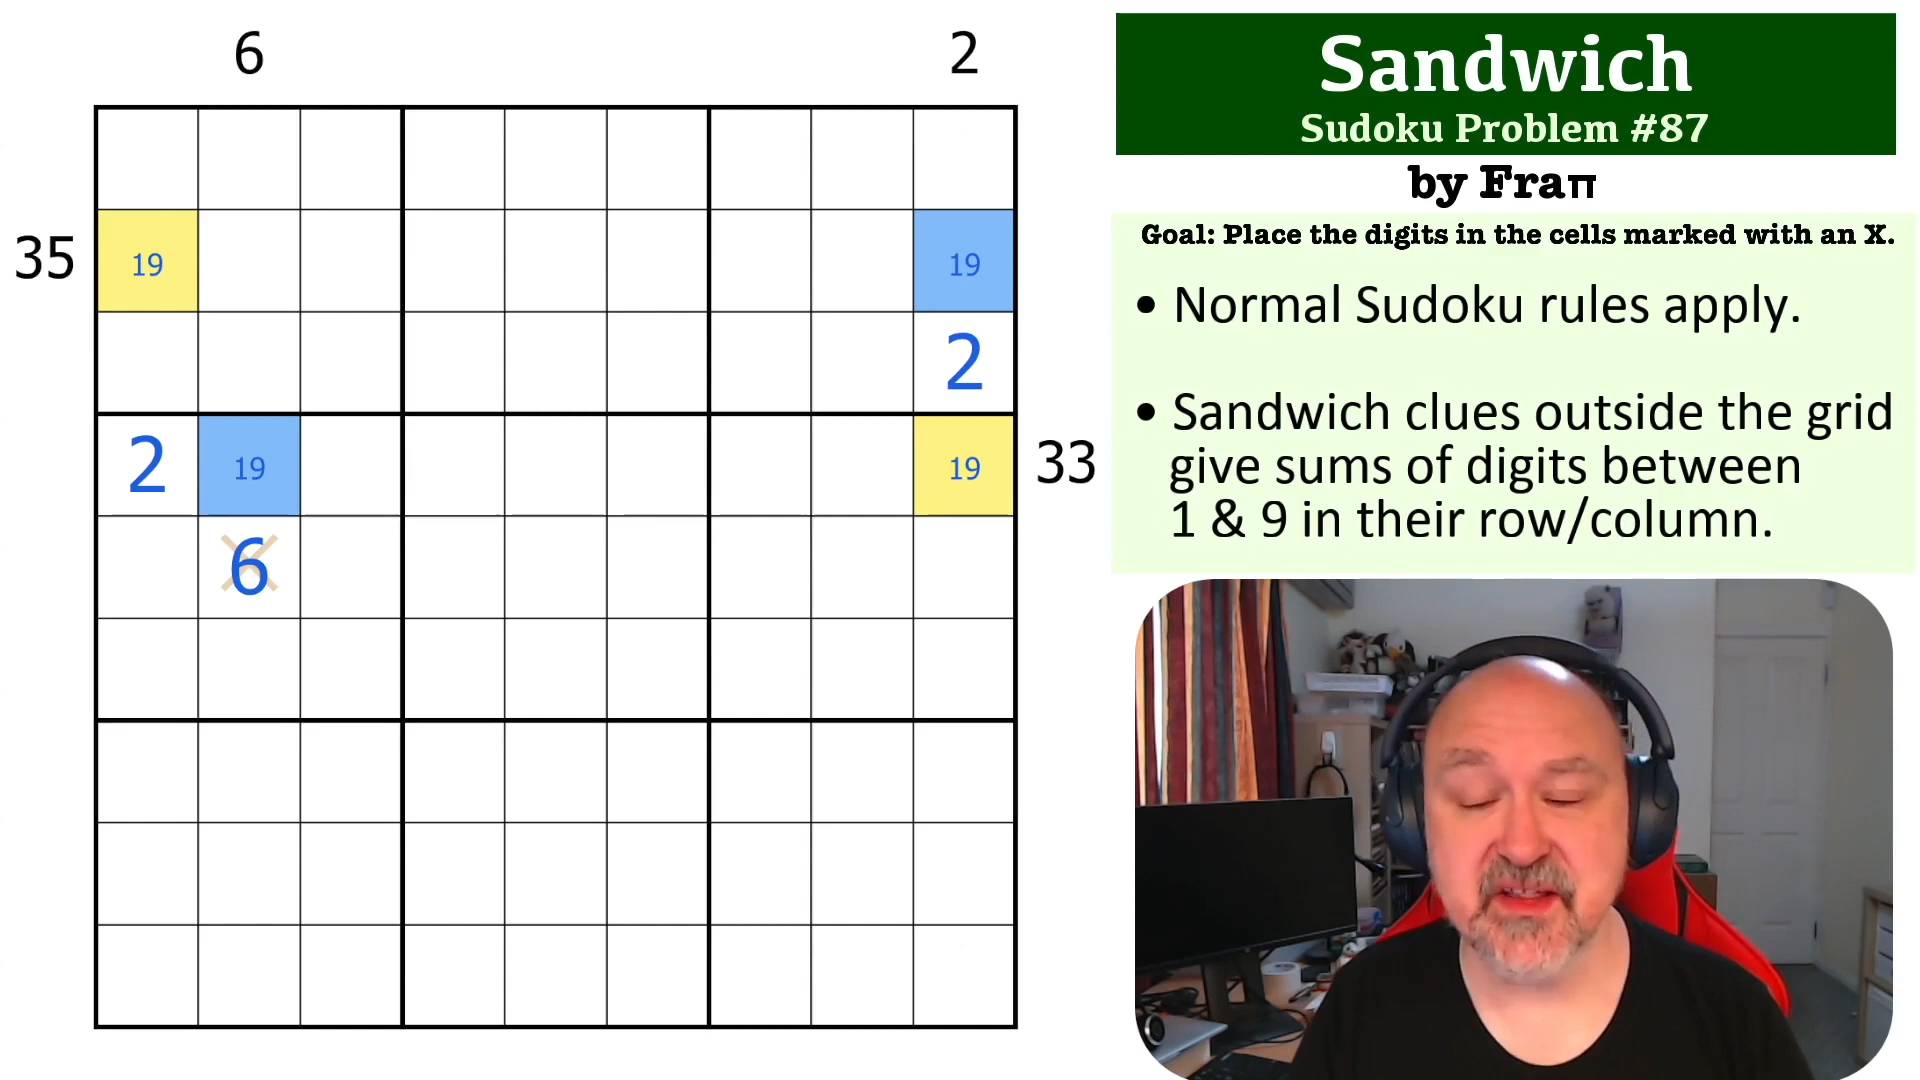 6 2
Sandwich
Sudoku Problem #87
by Fraπ
Goal: Place the digits in the cells marked with an X.
35 19 19
• Normal Sudoku rules apply.
2
• Sandwich clues outside the grid
give sums of digits between
1 & 9 in their row/column.
2 19 19 33
6